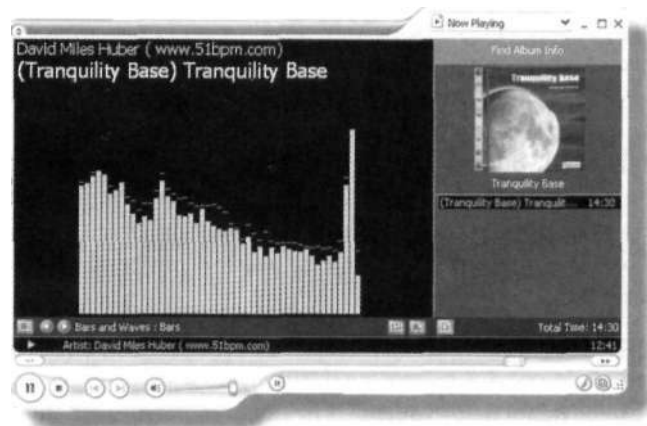 Now Playing
David Miles Huber ( www.51bpm.com)
(Tranquility Base) Tranquility Base
Find Album Info
Tranquility Base
Tranquility Base
(Tranquility Base) Tranquilit... 14:30
Bars and Waves : Bars
Total Time: 14:30
Artist: David Miles Huber ( www.51bpm.com)
12:41